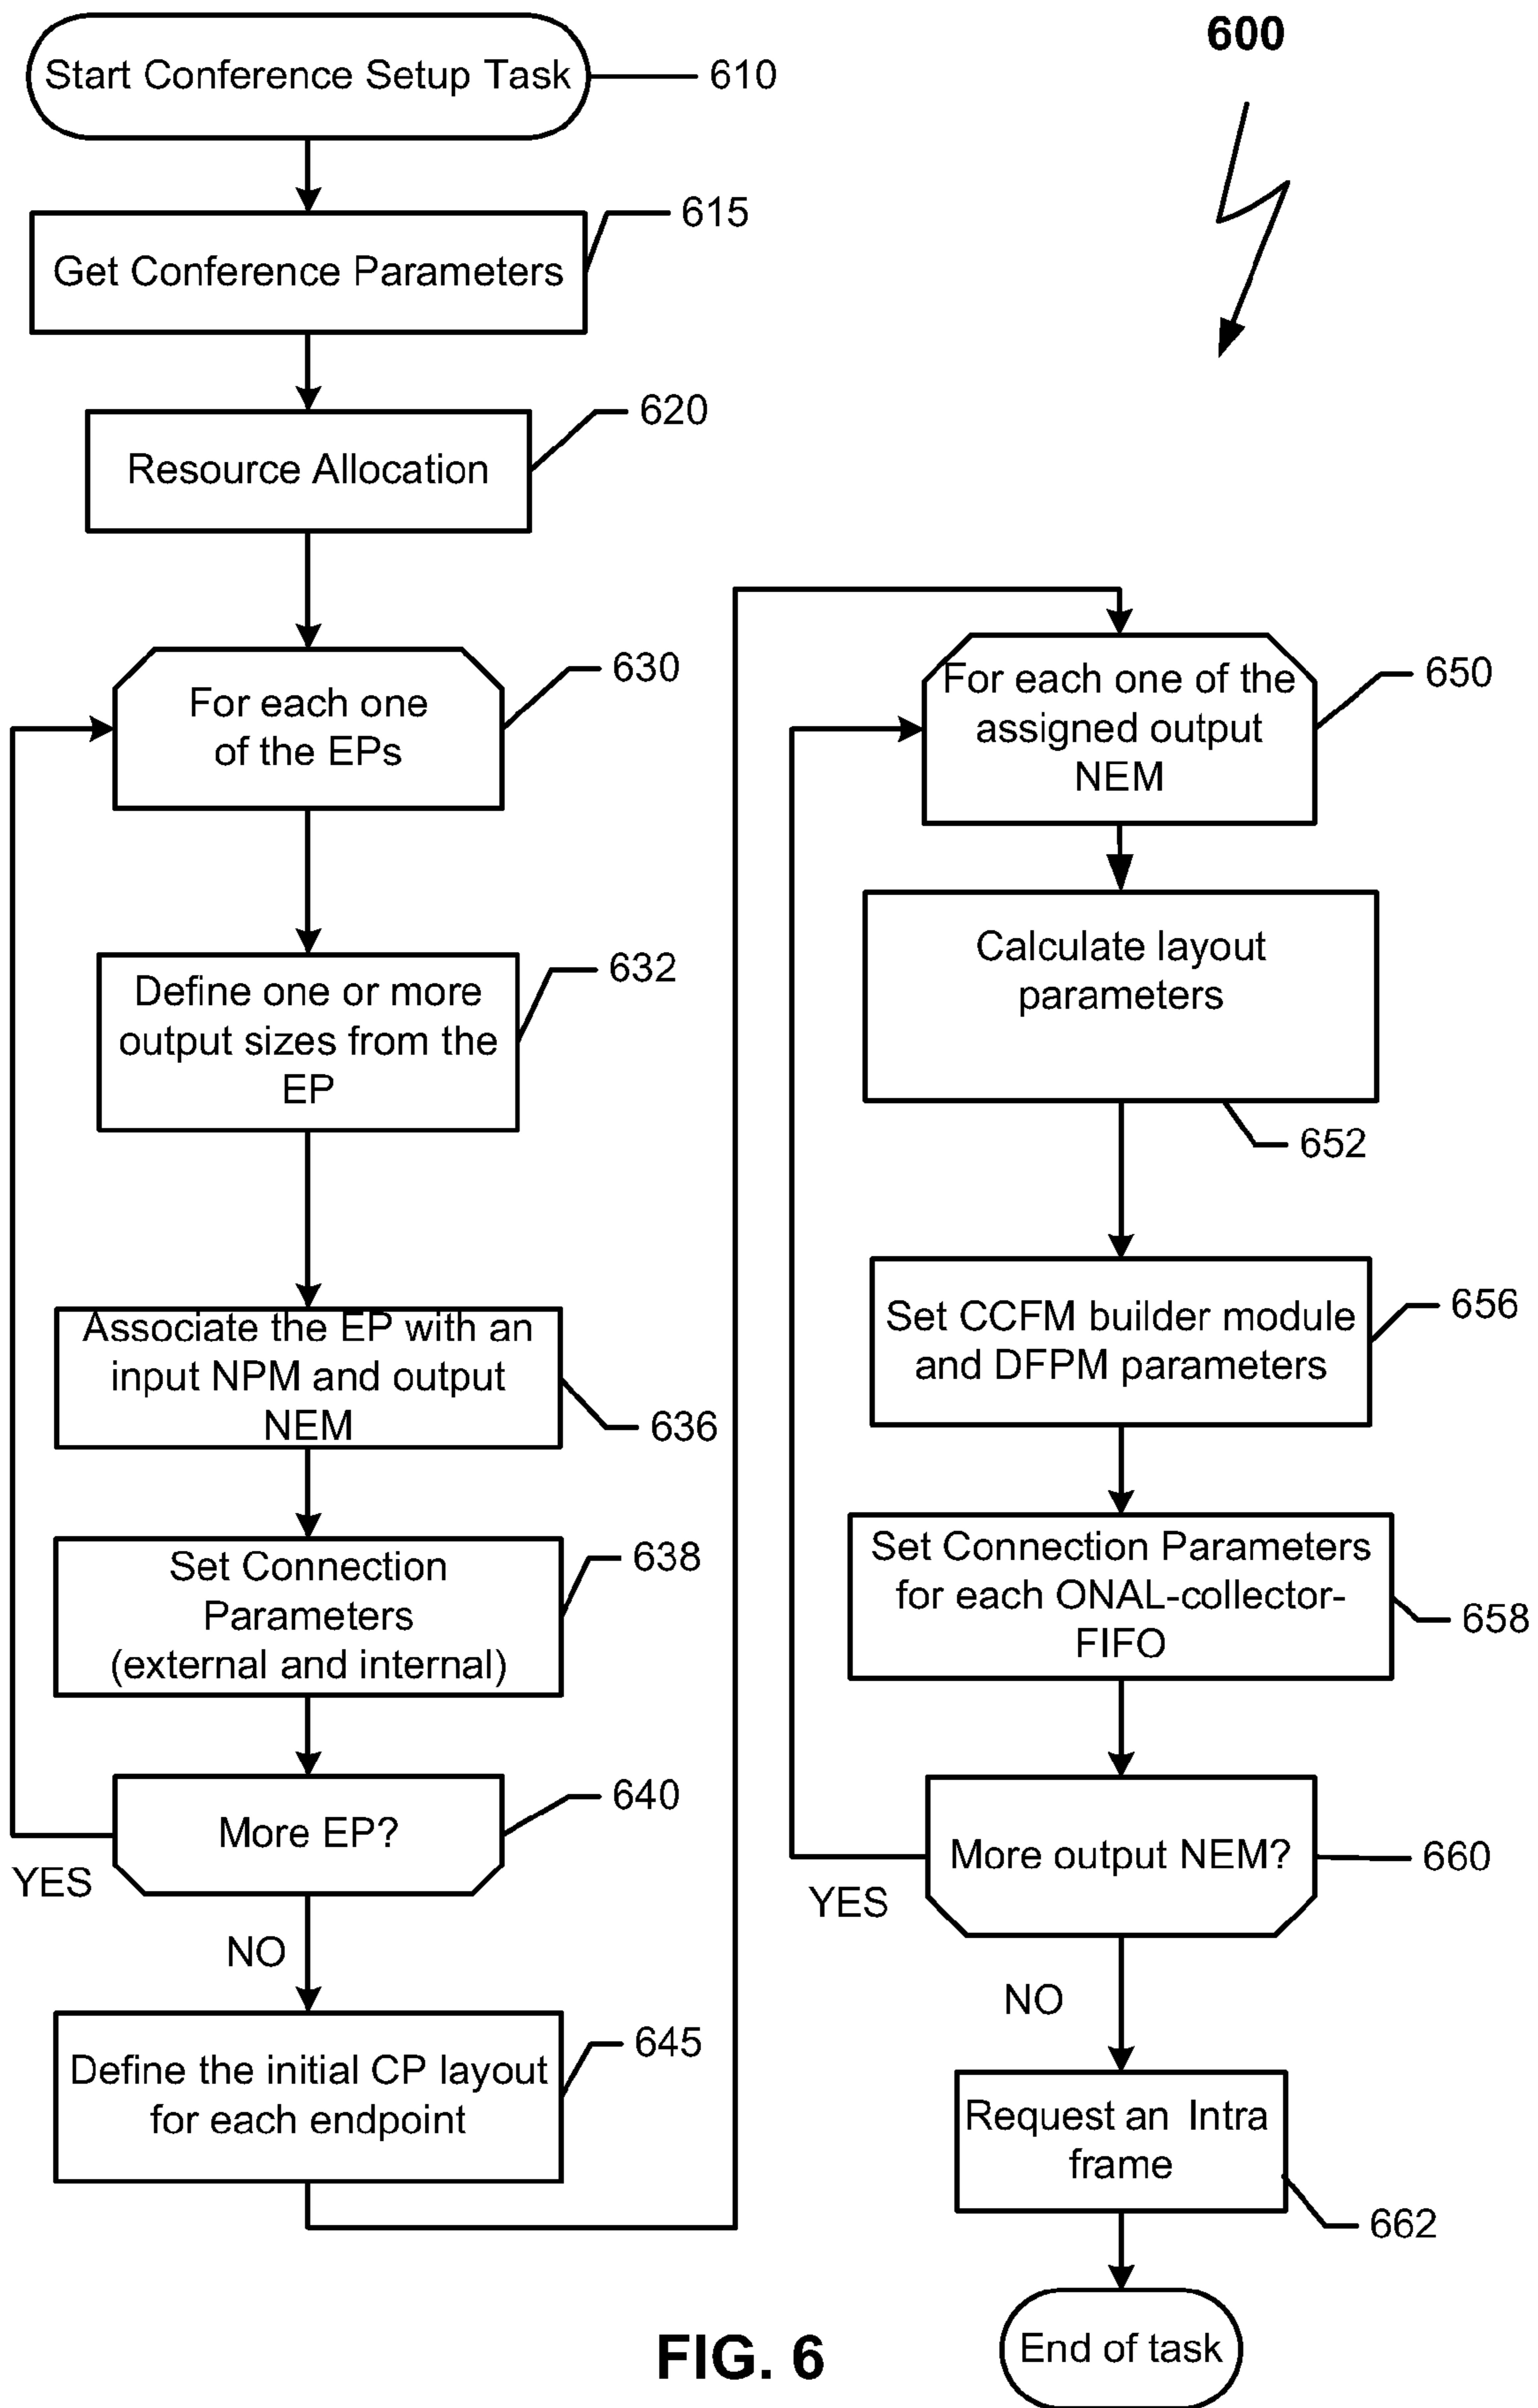 600
Start Conference Setup Task
610
Get Conference Parameters
615
Resource Allocation
620
For each one
of the EPs
630
Define one or more
output sizes from the
EP
632
Associate the EP with an
input NPM and output
NEM
636
Set Connection
Parameters
(external and internal)
638
More EP?
640
YES
NO
Define the initial CP layout
for each endpoint
645
For each one of the
assigned output
NEM
650
Calculate layout
parameters
652
Set CCFM builder module
and DFPM parameters
656
Set Connection Parameters
for each ONAL-collector-
FIFO
658
More output NEM?
660
YES
NO
Request an Intra
frame
662
End of task
FIG. 6